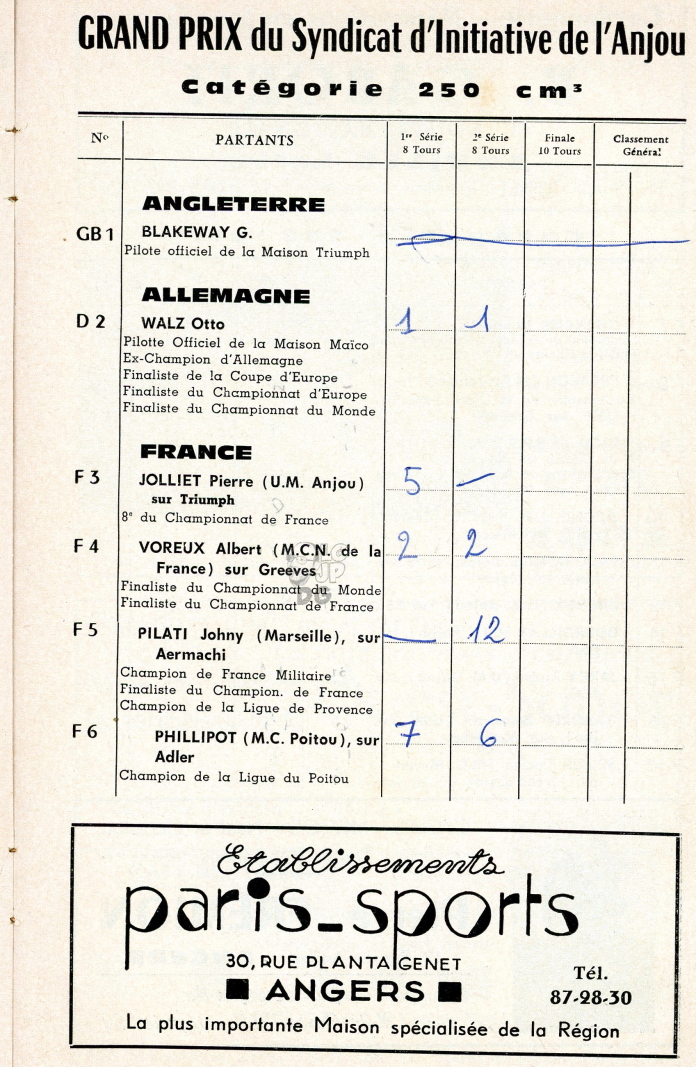 GRAND PRIX du Syndicat d'Initiative de l'Anjou
Catégorie 250 cm³
No PARTANTS 1re Série 2e Série Finale Classement
8 Tours 8 Tours 10 Tours Général
ANGLETERRE
GB 1 BLAKEWAY G.
Pilote officiel de la Maison Triumph
ALLEMAGNE
D 2 WALZ Otto 1 1
Pilotte Officiel de la Maison Maïco
Ex-Champion d'Allemagne
Finaliste de la Coupe d'Europe
Finaliste du Championnat d'Europe
Finaliste du Championnat du Monde
FRANCE
F 3 JOLLIET Pierre (U.M. Anjou) 5 —
sur Triumph
8e du Championnat de France
F 4 VOREUX Albert (M.C.N. de la 2 2
France) sur Greeves
Finaliste du Championnat du Monde
Finaliste du Championnat de France
F 5 PILATI Johny (Marseille), sur — 12
Aermachi
Champion de France Militaire
Finaliste du Champion. de France
Champion de la Ligue de Provence
F 6 PHILLIPOT (M.C. Poitou), sur 7 6
Adler
Champion de la Ligue du Poitou
Etablissements
paris-sports
30, RUE PLANTAGENET
ANGERS
Tél.
87-28-30
La plus importante Maison spécialisée de la Région